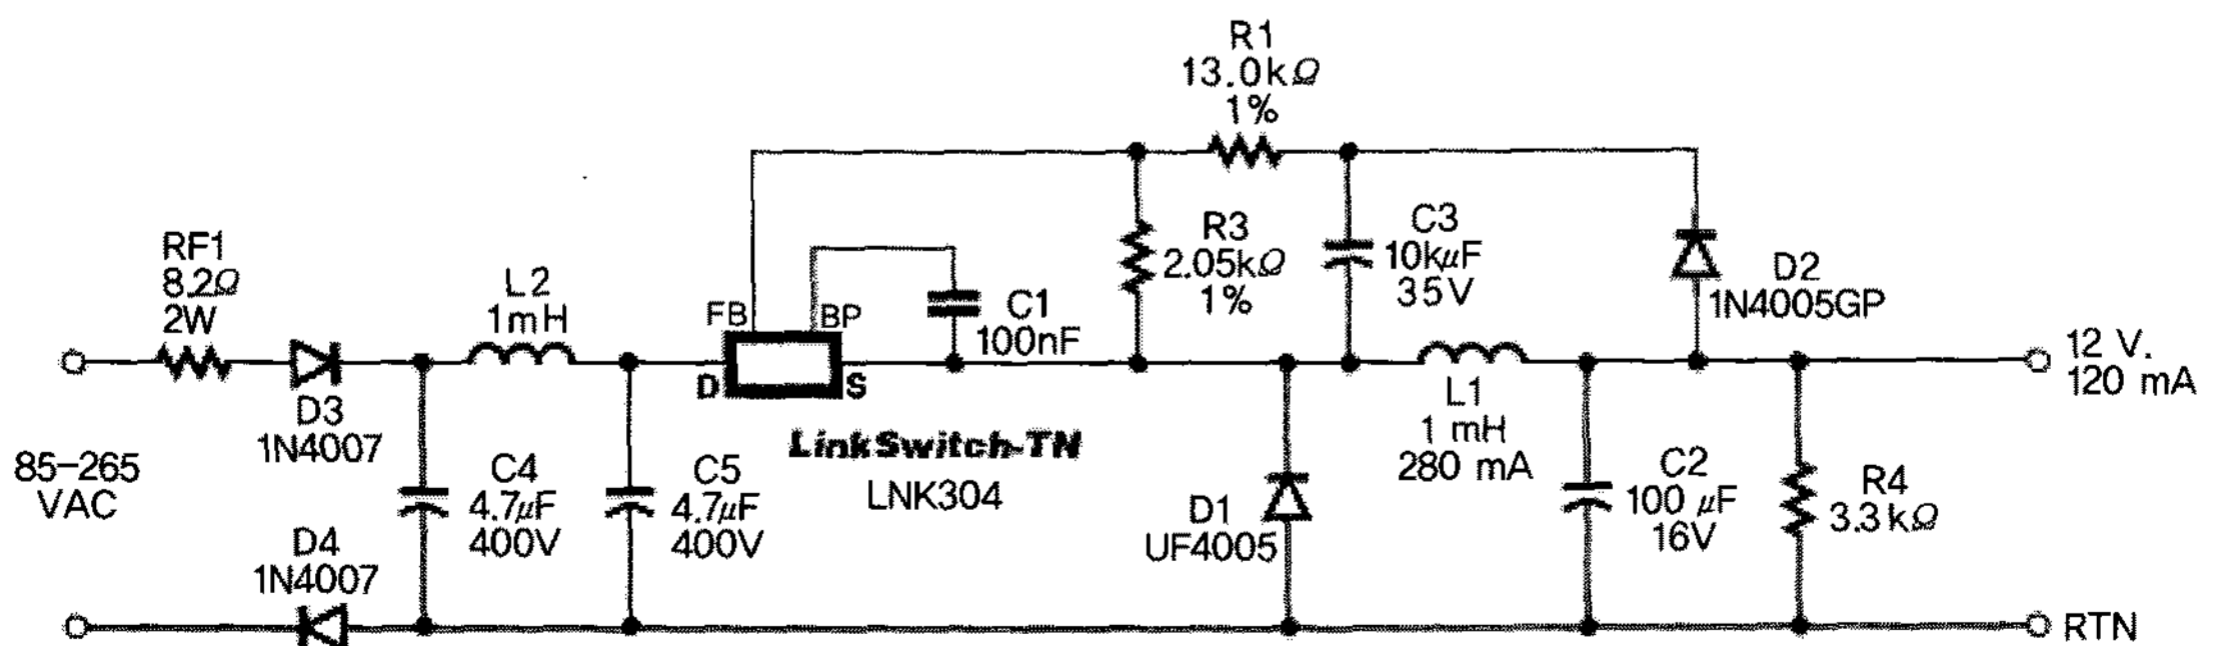 R1
13.0kΩ
1%
RF1
8.2Ω
2W
D3
1N4007
L2
1mH
FB
BP
D
S
C1
100nF
R3
2.05kΩ
1%
C3
10kµF
35V
D2
1N4005GP
12 V.
120 mA
85-265
VAC
C4
4.7µF
400V
C5
4.7µF
400V
LinkSwitch-TN
LNK304
L1
1 mH
280 mA
D1
UF4005
C2
100 µF
16V
R4
3.3kΩ
D4
1N4007
RTN